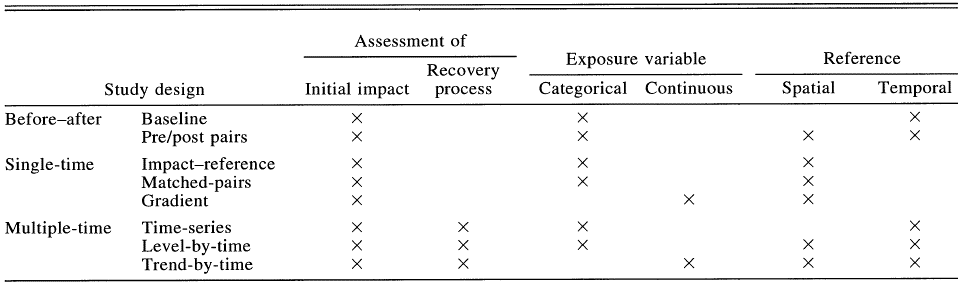 Assessment of
Exposure variable Reference
Recovery
Study design Initial impact process Categorical Continuous Spatial Temporal
Before–after Baseline × × ×
Pre/post pairs × × × ×
Single-time Impact–reference × × ×
Matched-pairs × × ×
Gradient × × ×
Multiple-time Time-series × × × ×
Level-by-time × × × × ×
Trend-by-time × × × × ×